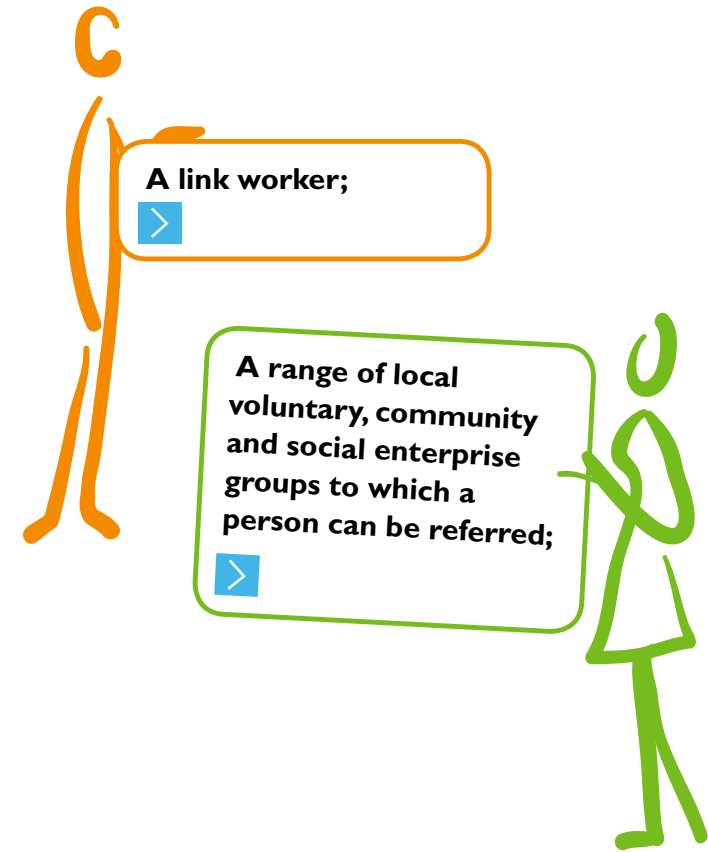 A link worker;
A range of local
voluntary, community
and social enterprise
groups to which a
person can be referred;